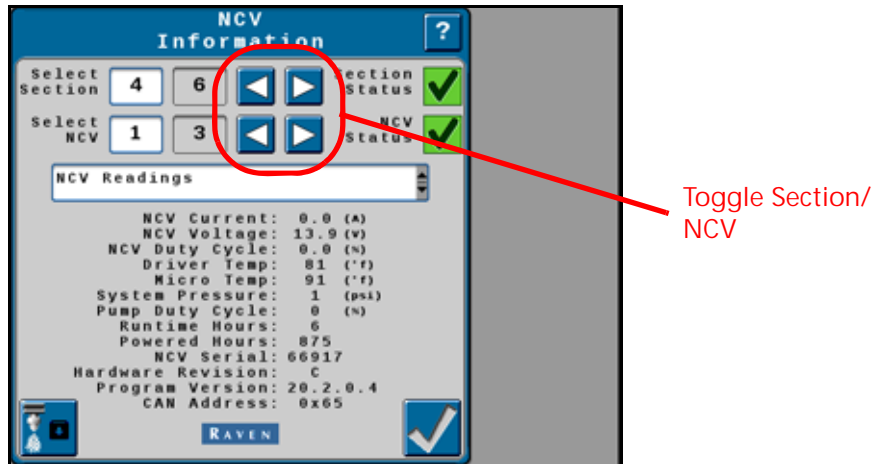 NCV
Information
?
Select Section 4 6 Section Status
Select NCV 1 3 NCV Status
NCV Readings
NCV Current: 0.0 (A)
NCV Voltage: 13.9 (V)
NCV Duty Cycle: 0.0 (%)
Driver Temp: 81 (°f)
Micro Temp: 91 (°f)
System Pressure: 1 (psi)
Pump Duty Cycle: 0 (%)
Runtime Hours: 6
Powered Hours: 875
NCV Serial: 66917
Hardware Revision: C
Program Version: 20.2.0.4
CAN Address: 0x65
RAVEN
Toggle Section/
NCV